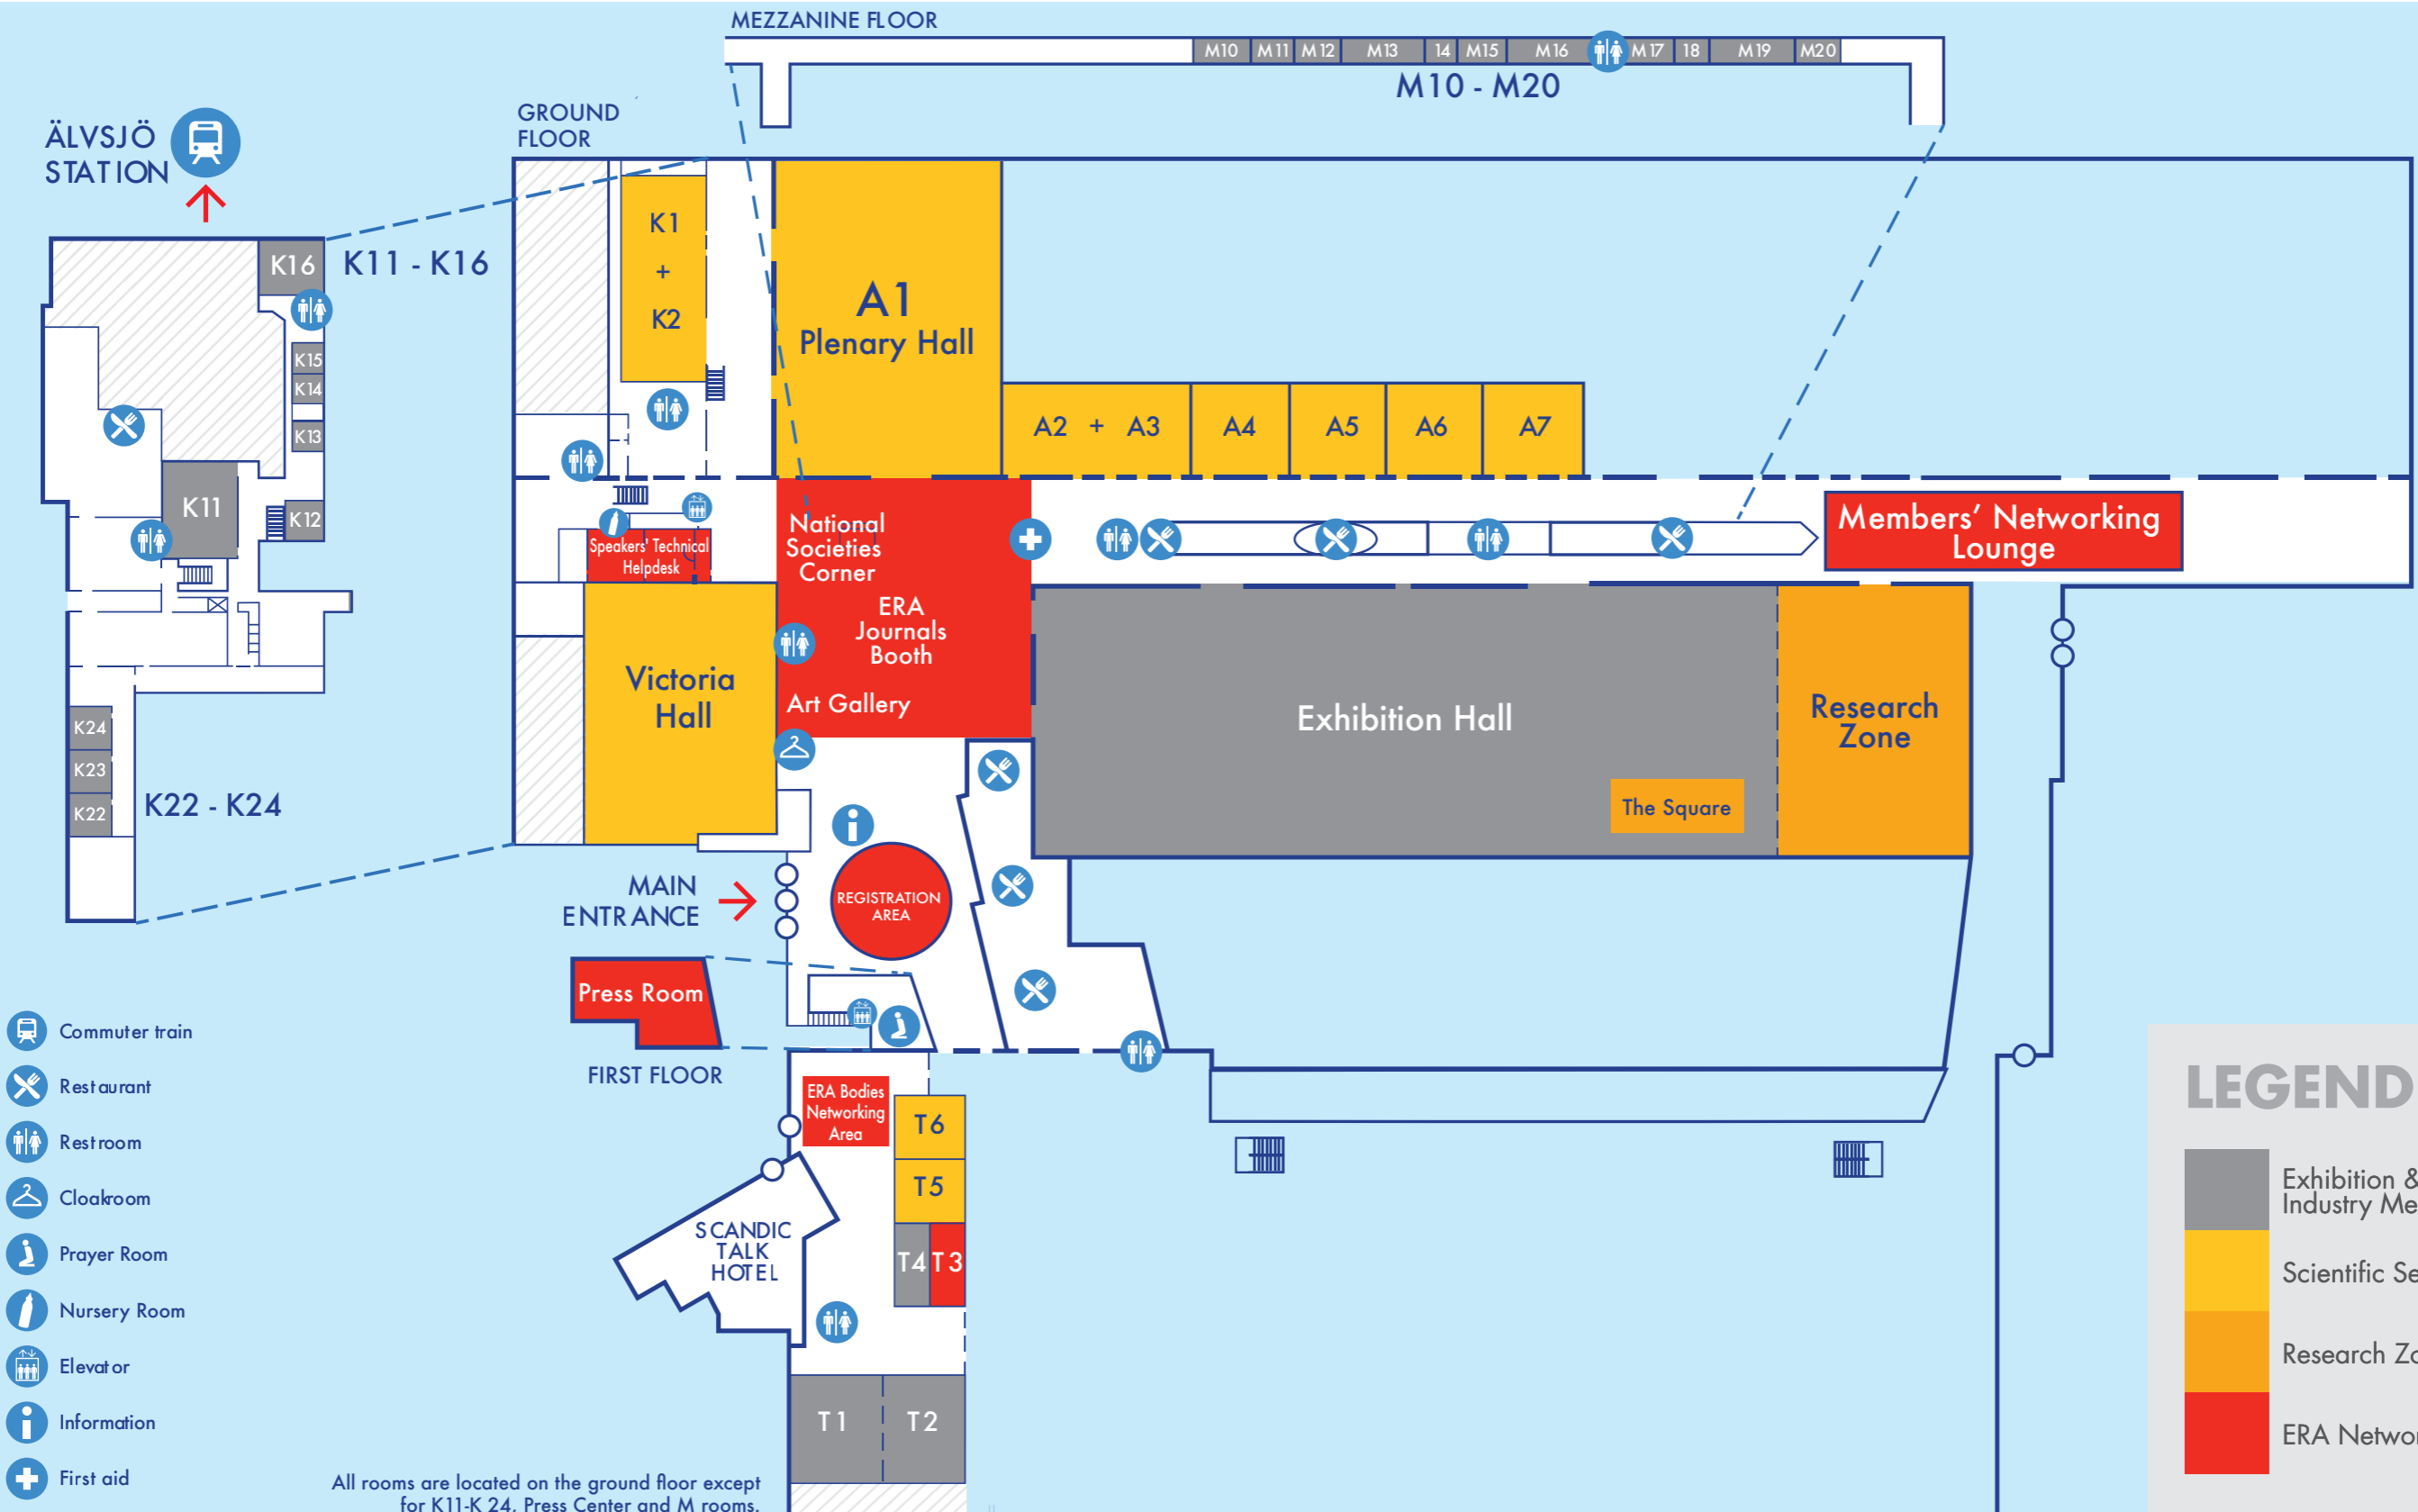 MEZZANINE FLOOR
M10 M11 M12 M13 14 M15 M16 M17 18 M19 M20
M10 - M20
GROUND
FLOOR
ÄLVSJÖ
STATION
K16
K11 - K16
K15
K14
K13
K11
K12
K24
K23
K22
K22 - K24
K1
+
K2
A1
Plenary Hall
A2 + A3
A4
A5
A6
A7
Speakers' Technical
Helpdesk
National
Societies
Corner
ERA
Journals
Booth
Art Gallery
Members' Networking
Lounge
Victoria
Hall
Exhibition Hall
Research
Zone
The Square
MAIN
ENTRANCE
REGISTRATION
AREA
Press Room
FIRST FLOOR
ERA Bodies
Networking
Area
T6
T5
T4
T3
SCANDIC
TALK
HOTEL
T1
T2
Commuter train
Restaurant
Restroom
Cloakroom
Prayer Room
Nursery Room
Elevator
Information
First aid
All rooms are located on the ground floor except
for K11-K 24, Press Center and M rooms.
LEGEND
Exhibition &
Industry Me
Scientific Se
Research Zo
ERA Networ